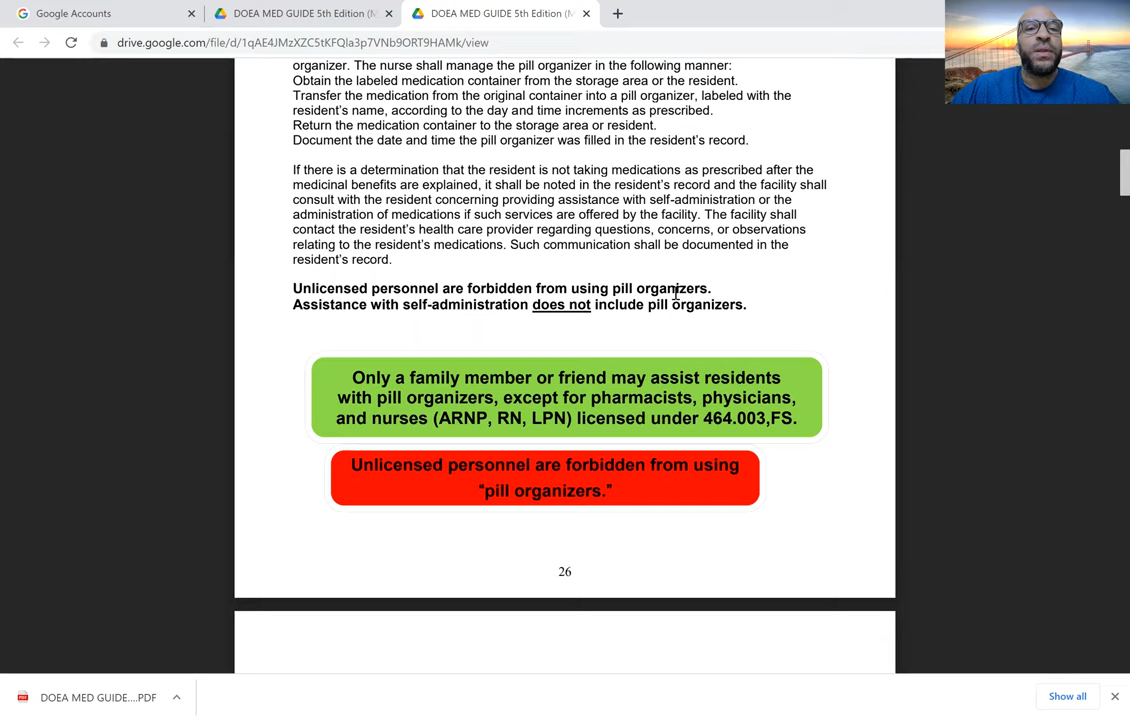 Google Accounts
DOEA MED GUIDE 5th Edition (M
DOEA MED GUIDE 5th Edition (M
drive.google.com/file/d/1qAE4JMzXZC5tKFQla3p7VNb9ORT9HAMk/view
organizer. The nurse shall manage the pill organizer in the following manner:
Obtain the labeled medication container from the storage area or the resident.
Transfer the medication from the original container into a pill organizer, labeled with the
resident's name, according to the day and time increments as prescribed.
Return the medication container to the storage area or resident.
Document the date and time the pill organizer was filled in the resident's record.
If there is a determination that the resident is not taking medications as prescribed after the
medicinal benefits are explained, it shall be noted in the resident's record and the facility shall
consult with the resident concerning providing assistance with self-administration or the
administration of medications if such services are offered by the facility. The facility shall
contact the resident's health care provider regarding questions, concerns, or observations
relating to the resident's medications. Such communication shall be documented in the
resident's record.
Unlicensed personnel are forbidden from using pill organizers.
Assistance with self-administration does not include pill organizers.
Only a family member or friend may assist residents
with pill organizers, except for pharmacists, physicians,
and nurses (ARNP, RN, LPN) licensed under 464.003,FS.
Unlicensed personnel are forbidden from using
“pill organizers.”
26
DOEA MED GUIDE....PDF
Show all